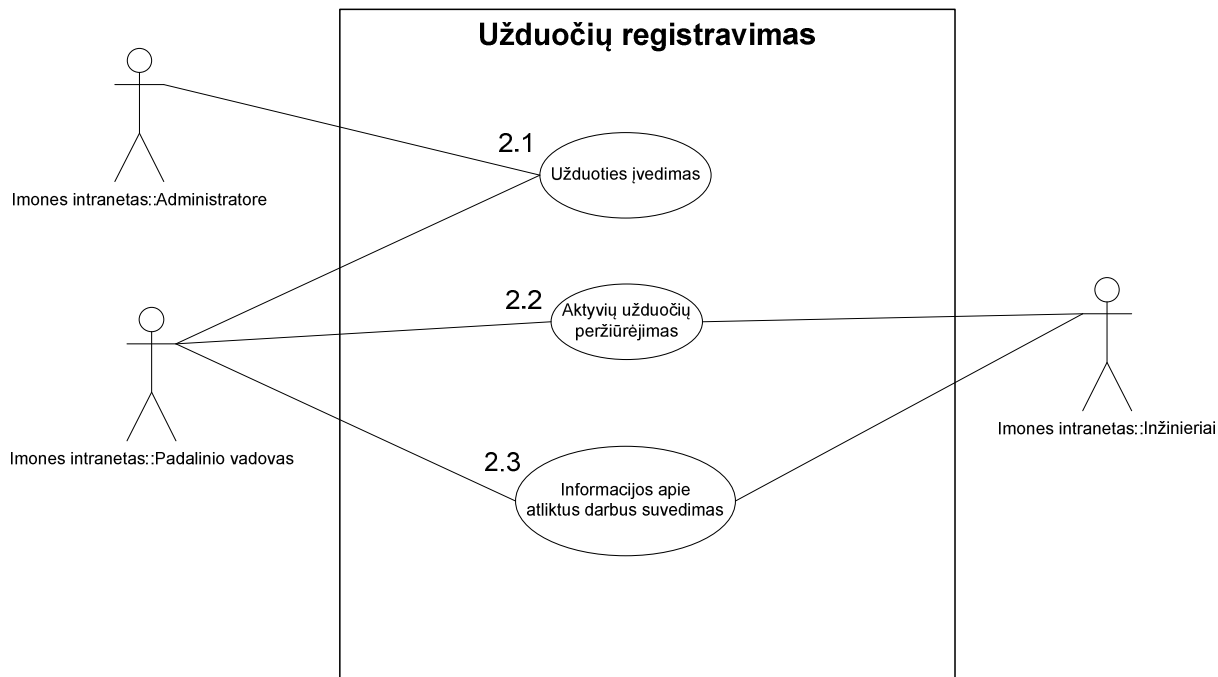 Užduočių registravimas
2.1
Užduoties įvedimas
Imones intranetas::Administratore
2.2
Aktyvių užduočių
peržiūrėjimas
Imones intranetas::Padalinio vadovas
Imones intranetas::Inžinieriai
2.3
Informacijos apie
atliktus darbus suvedimas